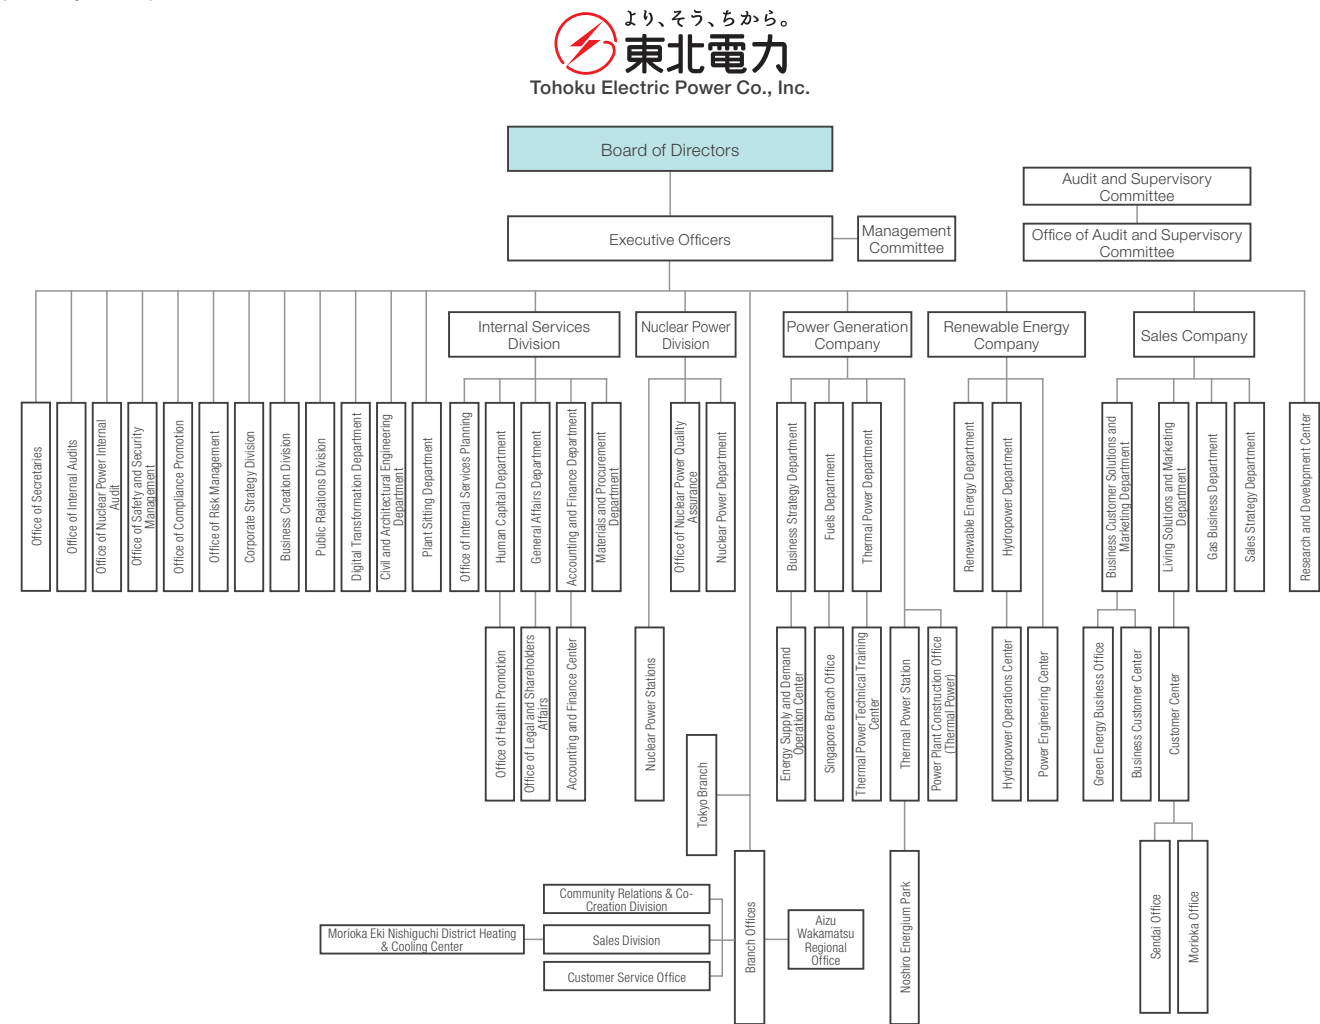 より、そう、ちから。
東北電力
Tohoku Electric Power Co., Inc.
Board of Directors
Audit and Supervisory
Committee
Executive Officers
Management
Committee
Office of Audit and Supervisory
Committee
Internal Services
Division
Nuclear Power
Division
Power Generation
Company
Renewable Energy
Company
Sales Company
Office of Secretaries
Office of Internal Audits
Office of Nuclear Power Internal
Audit
Office of Safety and Security
Management
Office of Compliance Promotion
Office of Risk Management
Corporate Strategy Division
Business Creation Division
Public Relations Division
Digital Transformation Department
Civil and Architectural Engineering
Department
Plant Sitting Department
Office of Internal Services Planning
Human Capital Department
General Affairs Department
Accounting and Finance Department
Materials and Procurement
Department
Office of Nuclear Power Quality
Assurance
Nuclear Power Department
Business Strategy Department
Fuels Department
Thermal Power Department
Renewable Energy Department
Hydropower Department
Business Customer Solutions and
Marketing Department
Living Solutions and Marketing
Department
Gas Business Department
Sales Strategy Department
Research and Development Center
Office of Health Promotion
Office of Legal and Shareholders
Affairs
Accounting and Finance Center
Nuclear Power Stations
Energy Supply and Demand
Operation Center
Singapore Branch Office
Thermal Power Technical Training
Center
Thermal Power Station
Power Plant Construction Office
(Thermal Power)
Hydropower Operations Center
Power Engineering Center
Green Energy Business Office
Business Customer Center
Customer Center
Tokyo Branch
Branch Offices
Noshiro Energium Park
Sendai Office
Morioka Office
Community Relations & Co-
Creation Division
Morioka Eki Nishiguchi District Heating
& Cooling Center
Sales Division
Customer Service Office
Aizu
Wakamatsu
Regional
Office